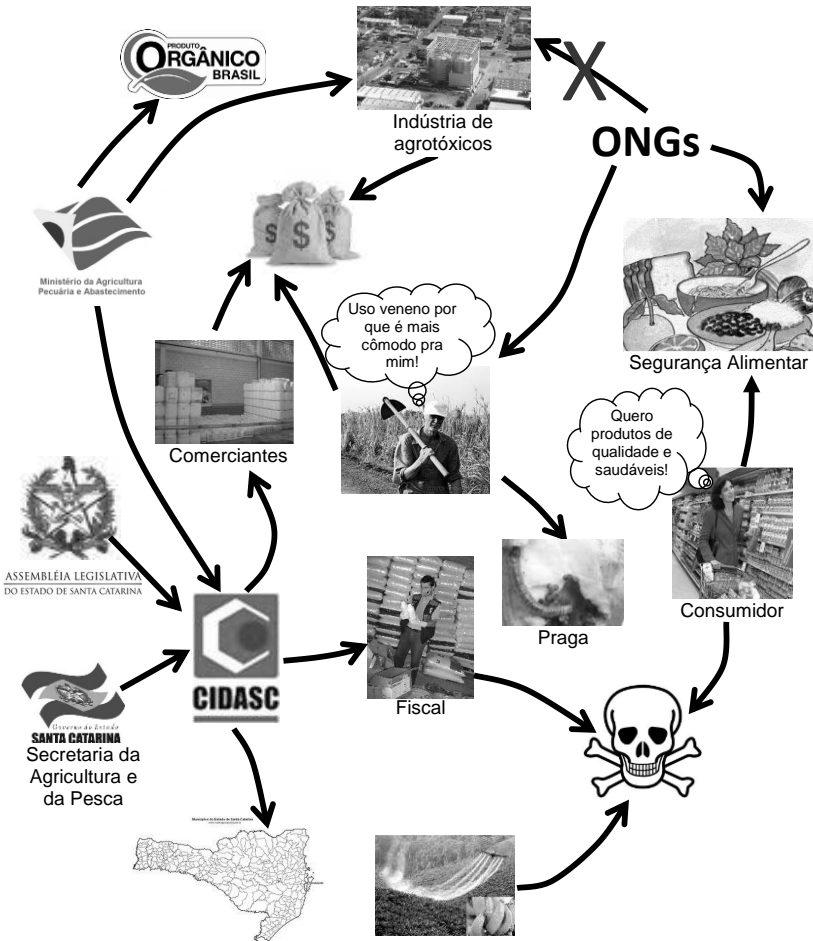 PRODUTO
ORGÂNICO
BRASIL
Indústria de
agrotóxicos
X
ONGs
Ministério da Agricultura
Pecuária e Abastecimento
$ $ $
Uso veneno por
que é mais
cômodo pra
mim!
Segurança Alimentar
Comerciantes
Quero
produtos de
qualidade e
saudáveis!
ASSEMBLÉIA LEGISLATIVA
DO ESTADO DE SANTA CATARINA
Praga
Consumidor
CIDASC
Fiscal
Governo do Estado
SANTA CATARINA
Secretaria da
Agricultura e
da Pesca